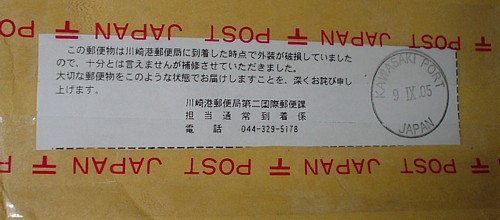 〒 JAPAN POST 〒 JAPAN POST 〒 JAPAN
この郵便物は川崎港郵便局に到着した時点で外装が破損していました
ので、十分とは言えませんが補修させていただきました。
大切な郵便物をこのような状態でお届けしますことを、深くお詫び申し
上げます。
川崎港郵便局第二国際郵便課
担当通常到着係
電話 044-329-5178
KAWASAKI PORT
9 IX 05
JAPAN
〒 JAPAN POST 〒 JAPAN POST 〒 JAPAN POST